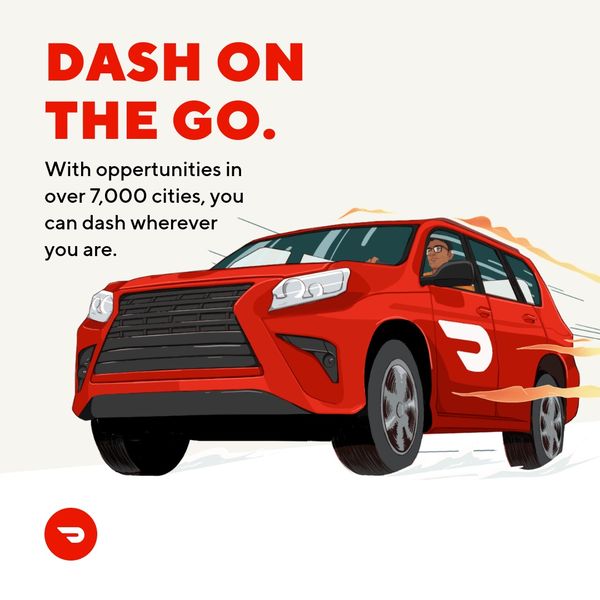 DASH ON
THE GO.
With oppertunities in
over 7,000 cities, you
can dash wherever
you are.